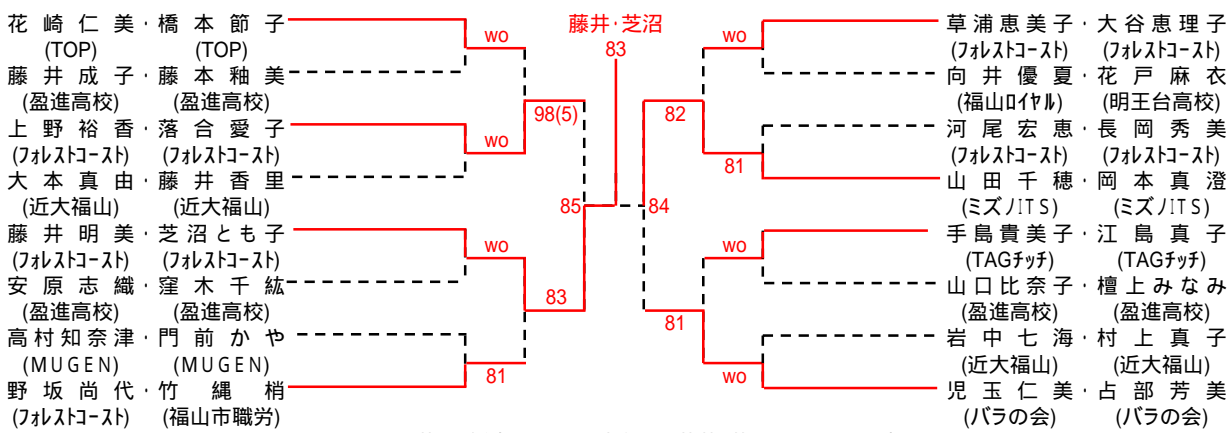 花崎仁美・橋本節子
(TOP) (TOP)
藤井成子・藤本釉美
(盈進高校) (盈進高校)
上野裕香・落合愛子
(フォレストコースト) (フォレストコースト)
大本真由・藤井香里
(近大福山) (近大福山)
藤井明美・芝沼とも子
(フォレストコースト) (フォレストコースト)
安原志織・窪木千紘
(盈進高校) (盈進高校)
高村知奈津・門前かや
(MUGEN) (MUGEN)
野坂尚代・竹縄梢
(フォレストコースト) (福山市職労)
wo
wo
wo
81
98(5)
83
85
藤井・芝沼
83
84
82
81
wo
81
wo
wo
草浦恵美子・大谷恵理子
(フォレストコースト) (フォレストコースト)
向井優夏・花戸麻衣
(福山ロイヤル) (明王台高校)
河尾宏恵・長岡秀美
(フォレストコースト) (フォレストコースト)
山田千穂・岡本真澄
(ミズノITS) (ミズノITS)
手島貴美子・江島真子
(TAGチッチ) (TAGチッチ)
山口比奈子・檀上みなみ
(盈進高校) (盈進高校)
岩中七海・村上真子
(近大福山) (近大福山)
児玉仁美・占部芳美
(バラの会) (バラの会)